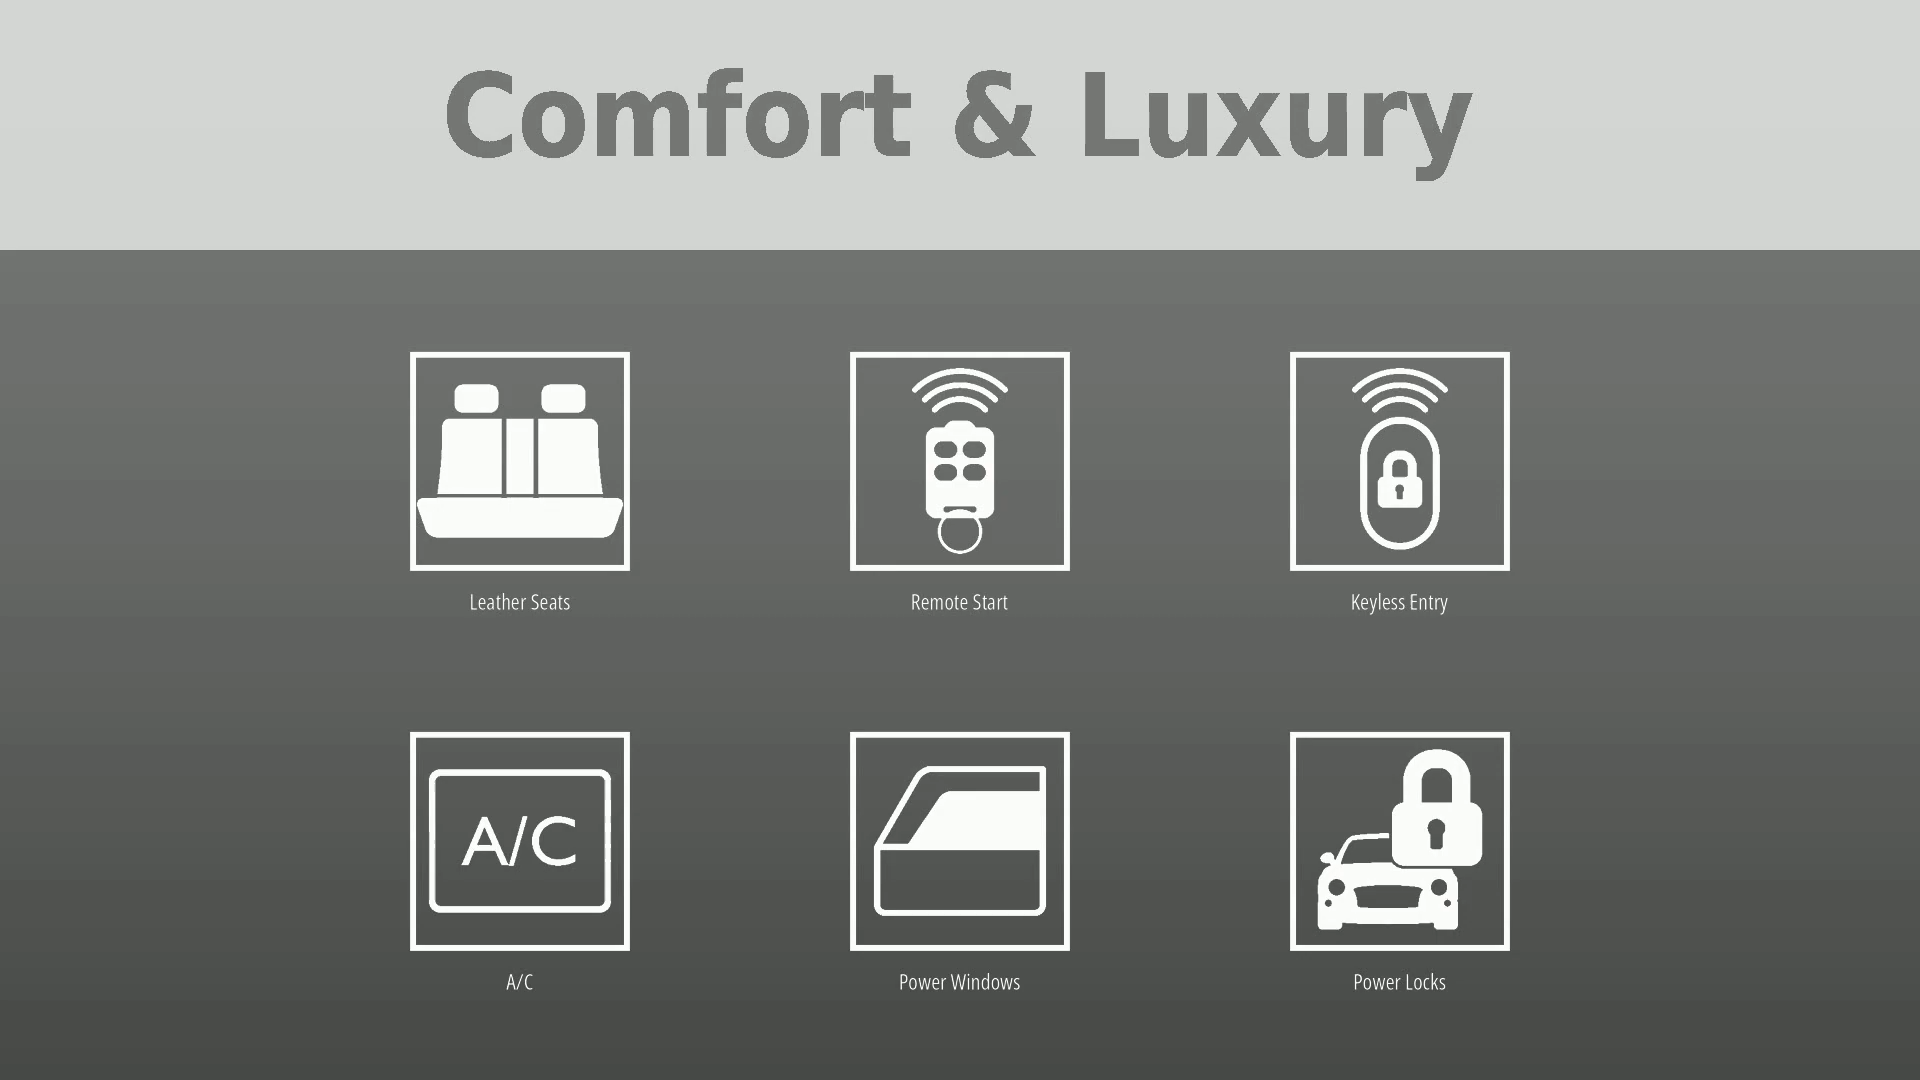 Comfort & Luxury
Leather Seats
Remote Start
Keyless Entry
A/C
A/C
Power Windows
Power Locks